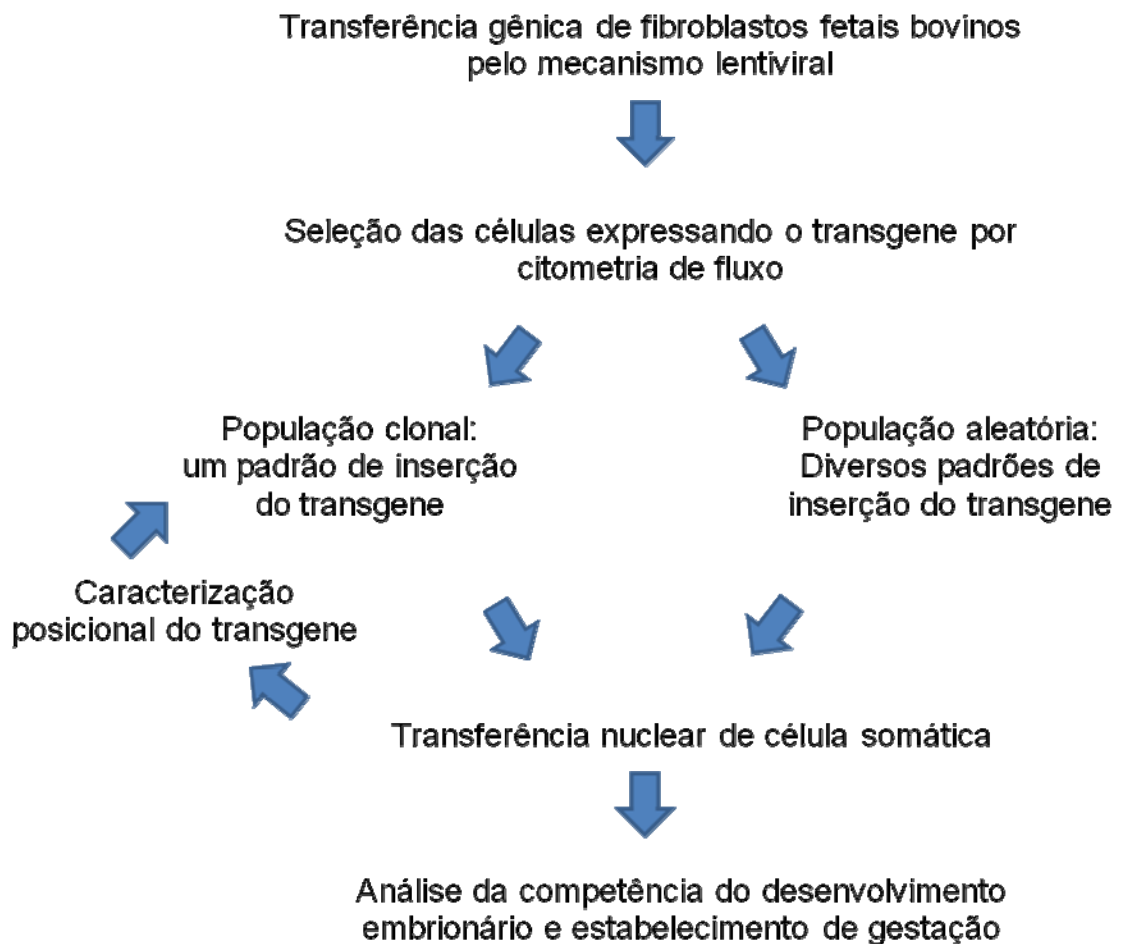 Transferência gênica de fibroblastos fetais bovinos
pelo mecanismo lentiviral
Seleção das células expressando o transgene por
citometria de fluxo
População clonal:
um padrão de inserção
do transgene
População aleatória:
Diversos padrões de
inserção do transgene
Caracterização
posicional do transgene
Transferência nuclear de célula somática
Análise da competência do desenvolvimento
embrionário e estabelecimento de gestação